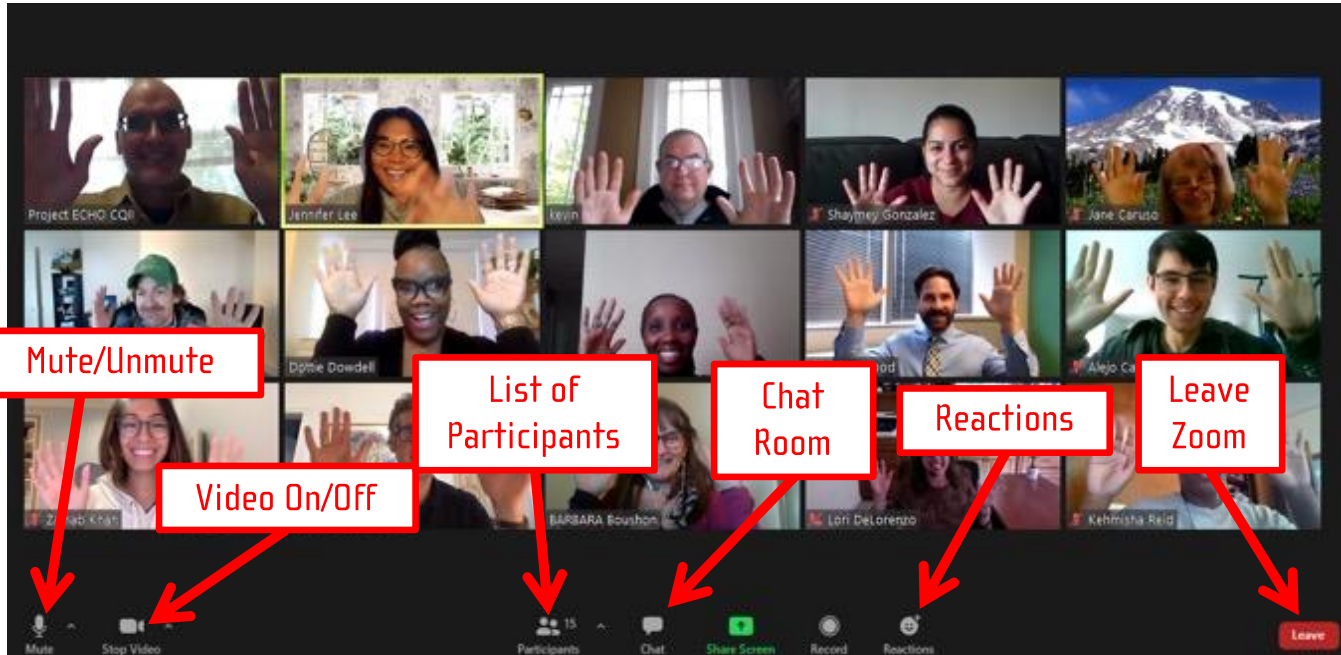 Project ECHO CQII
Jennifer Lee
kevin
Shaymey Gonzalez
Jane Caruso
Mute/Unmute
Dottie Dowdell
Alejo
List of
Participants
Chat
Room
Reactions
Leave
Zoom
Video On/Off
BARBARA Boushon
Lori DeLorenzo
Kehmisha Reid
Mute
Stop Video
Participants
15
Chat
Share Screen
Record
Reactions
Leave